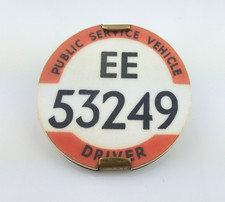 PUBLIC SERVICE VEHICLE
EE
53249
DRIVER